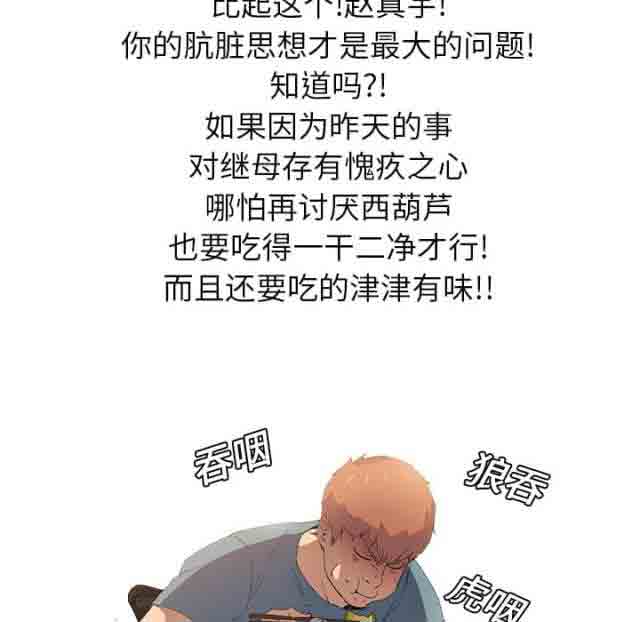 比起这个!赵真宇!
你的肮脏思想才是最大的问题!
知道吗?!
如果因为昨天的事
对继母存有愧疚之心
哪怕再讨厌西葫芦
也要吃得一干二净才行!
而且还要吃的津津有味!!
吞咽
狼吞
虎咽